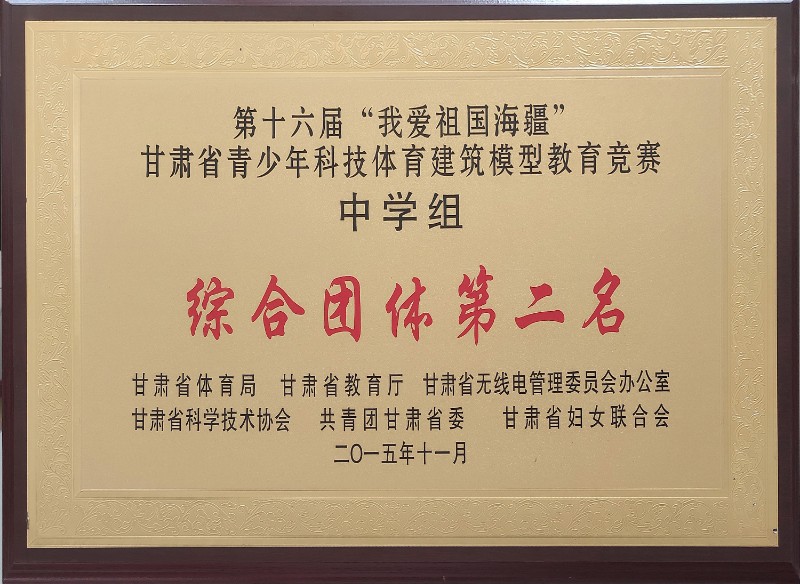 第十六届“我爱祖国海疆”
甘肃省青少年科技体育建筑模型教育竞赛
中学组
综合团体第二名
甘肃省体育局 甘肃省教育厅 甘肃省无线电管理委员会办公室
甘肃省科学技术协会 共青团甘肃省委 甘肃省妇女联合会
二〇一五年十一月